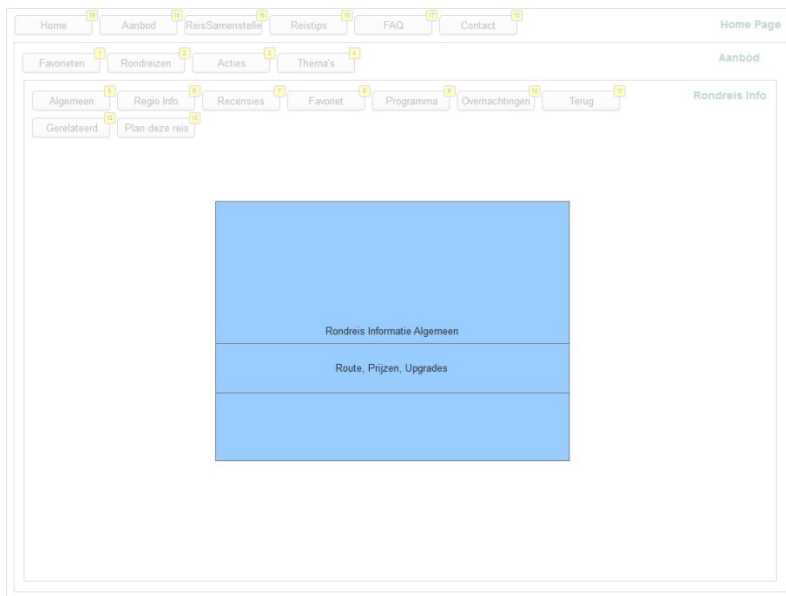 Home Aanbod ReisSamenstelle Reistips FAQ Contact Home Page
Favorieten Rondreizen Acties Thema's Aanbod
Algemeen Regio Info Recensies Favoriet Programma Overnachtingen Terug Rondreis Info
Gerelateerd Plan deze reis
Rondreis Informatie Algemeen
Route, Prijzen, Upgrades